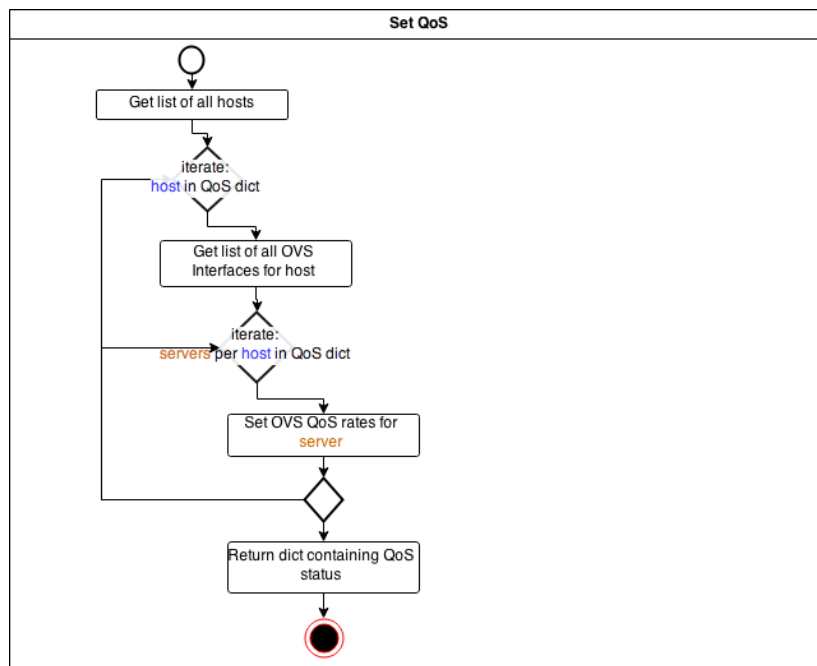 Set QoS
Get list of all hosts
iterate:
host in QoS dict
Get list of all OVS
Interfaces for host
iterate:
servers per host in QoS dict
Set OVS QoS rates for
server
Return dict containing QoS
status